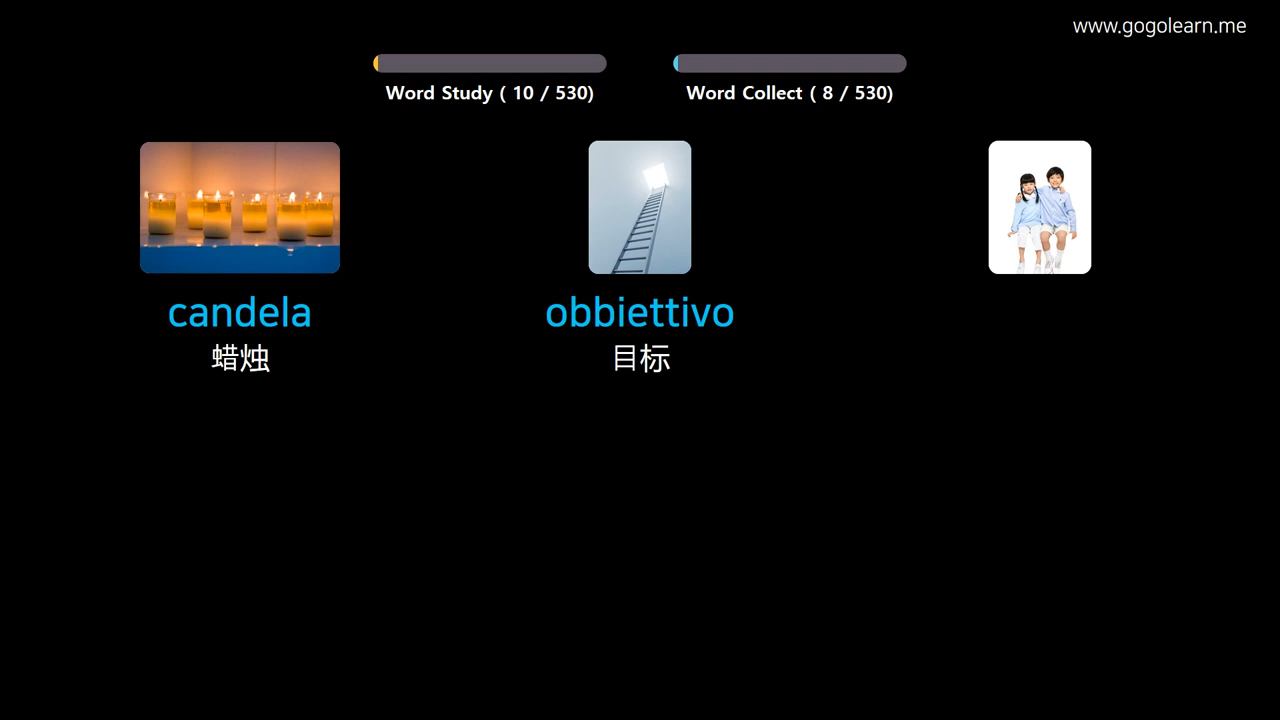 www.gogolearn.me
Word Study ( 10 / 530)
Word Collect ( 8 / 530)
candela
obbiettivo
蜡烛
目标